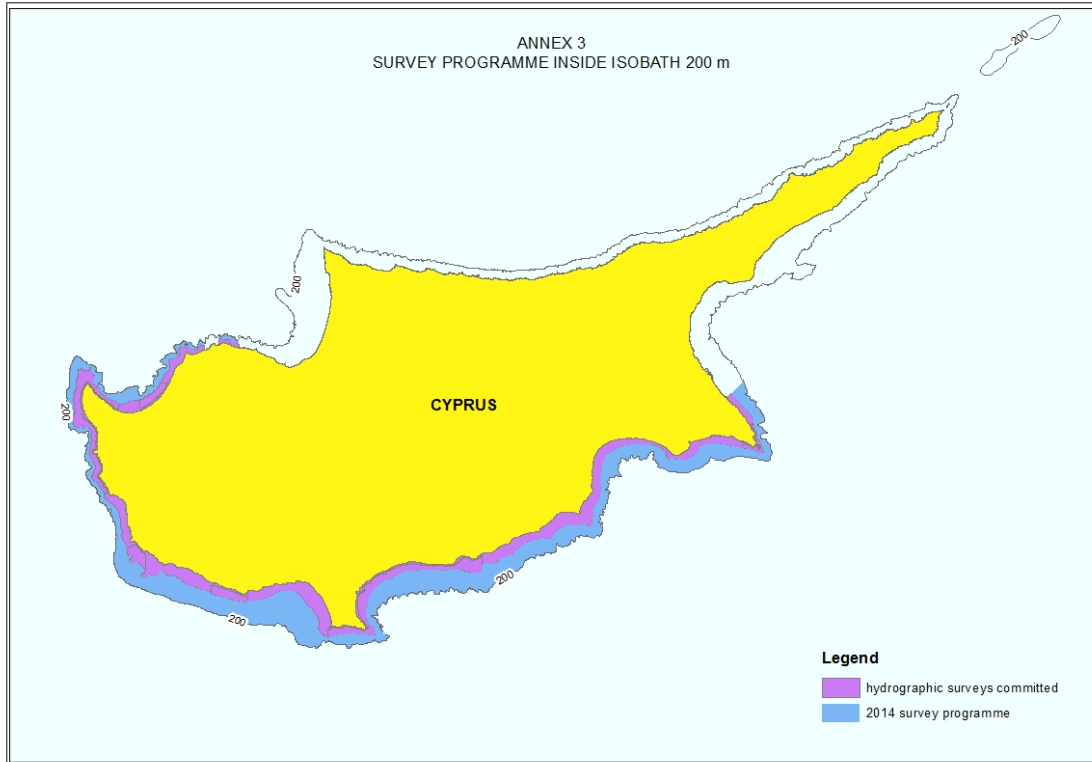 ANNEX 3
SURVEY PROGRAMME INSIDE ISOBATH 200 m
200
200
200
CYPRUS
200
200
Legend
hydrographic surveys committed
2014 survey programme